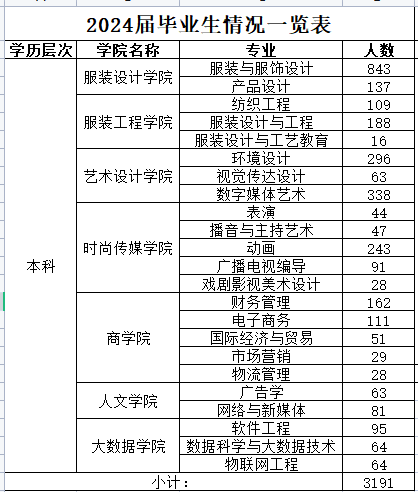 2024届毕业生情况一览表
学历层次 学院名称 专业 人数
本科 服装设计学院 服装与服饰设计 843
产品设计 137
服装工程学院 纺织工程 109
服装设计与工程 188
服装设计与工艺教育 16
艺术设计学院 环境设计 296
视觉传达设计 63
数字媒体艺术 338
时尚传媒学院 表演 44
播音与主持艺术 47
动画 243
广播电视编导 91
戏剧影视美术设计 28
商学院 财务管理 162
电子商务 111
国际经济与贸易 51
市场营销 29
物流管理 28
人文学院 广告学 63
网络与新媒体 81
大数据学院 软件工程 95
数据科学与大数据技术 64
物联网工程 64
小计： 3191